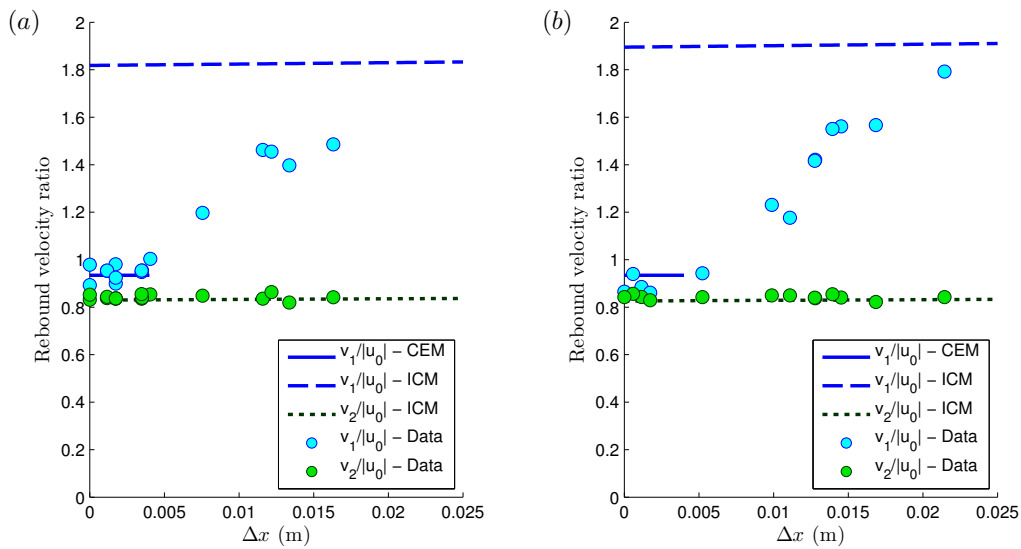 (a)
Rebound velocity ratio
2
1.8
1.6
1.4
1.2
1
0.8
0.6
0.4
0.2
0
0 0.005 0.01 0.015 0.02 0.025
Δx (m)
v1/|u0| – CEM
v1/|u0| – ICM
v2/|u0| – ICM
v1/|u0| – Data
v2/|u0| – Data
(b)
Rebound velocity ratio
2
1.8
1.6
1.4
1.2
1
0.8
0.6
0.4
0.2
0
0 0.005 0.01 0.015 0.02 0.025
Δx (m)
v1/|u0| – CEM
v1/|u0| – ICM
v2/|u0| – ICM
v1/|u0| – Data
v2/|u0| – Data